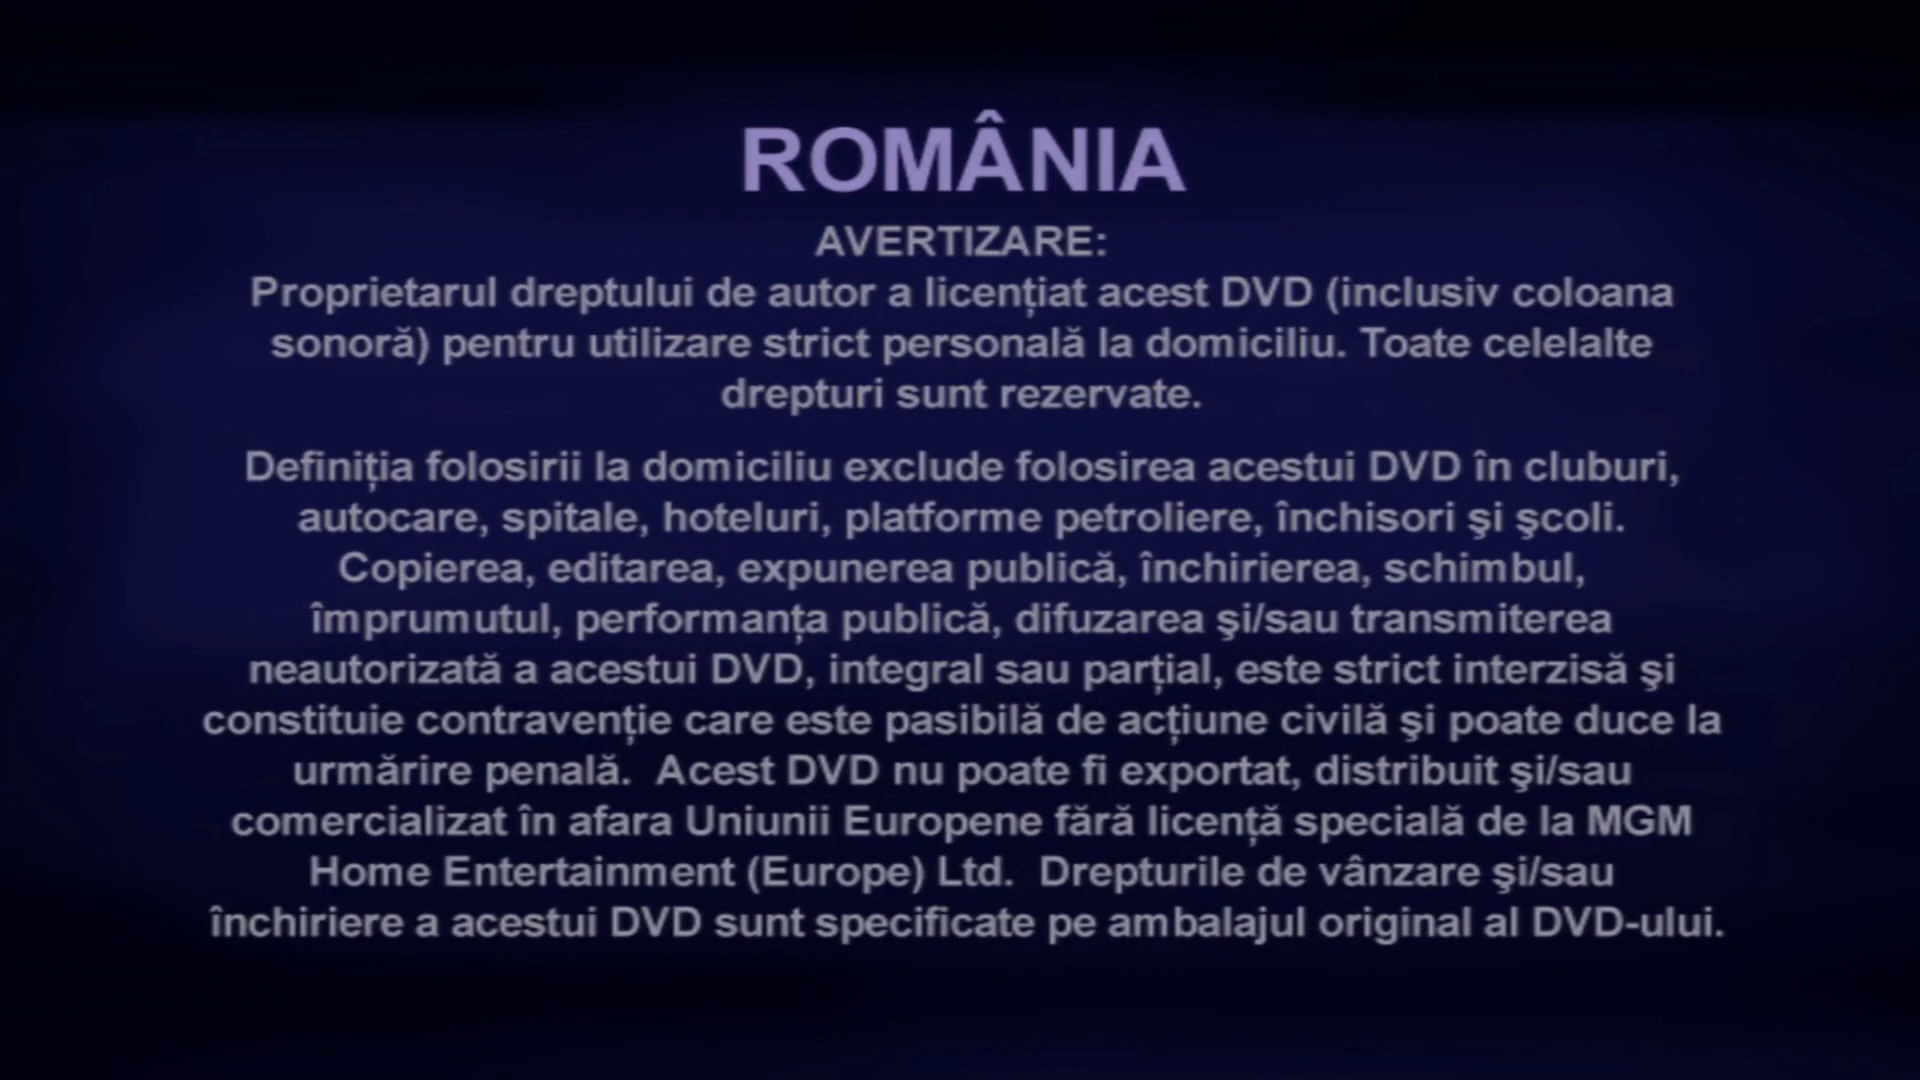 ROMÂNIA
AVERTIZARE:
Proprietarul dreptului de autor a licențiat acest DVD (inclusiv coloana
sonoră) pentru utilizare strict personală la domiciliu. Toate celelalte
drepturi sunt rezervate.
Definiția folosirii la domiciliu exclude folosirea acestui DVD în cluburi,
autocare, spitale, hoteluri, platforme petroliere, închisori şi şcoli.
Copierea, editarea, expunerea publică, închirierea, schimbul,
împrumutul, performanța publică, difuzarea şi/sau transmiterea
neautorizată a acestui DVD, integral sau parțial, este strict interzisă şi
constituie contravenție care este pasibilă de acțiune civilă şi poate duce la
urmărire penală.  Acest DVD nu poate fi exportat, distribuit şi/sau
comercializat în afara Uniunii Europene fără licență specială de la MGM
Home Entertainment (Europe) Ltd.  Drepturile de vânzare şi/sau
închiriere a acestui DVD sunt specificate pe ambalajul original al DVD-ului.